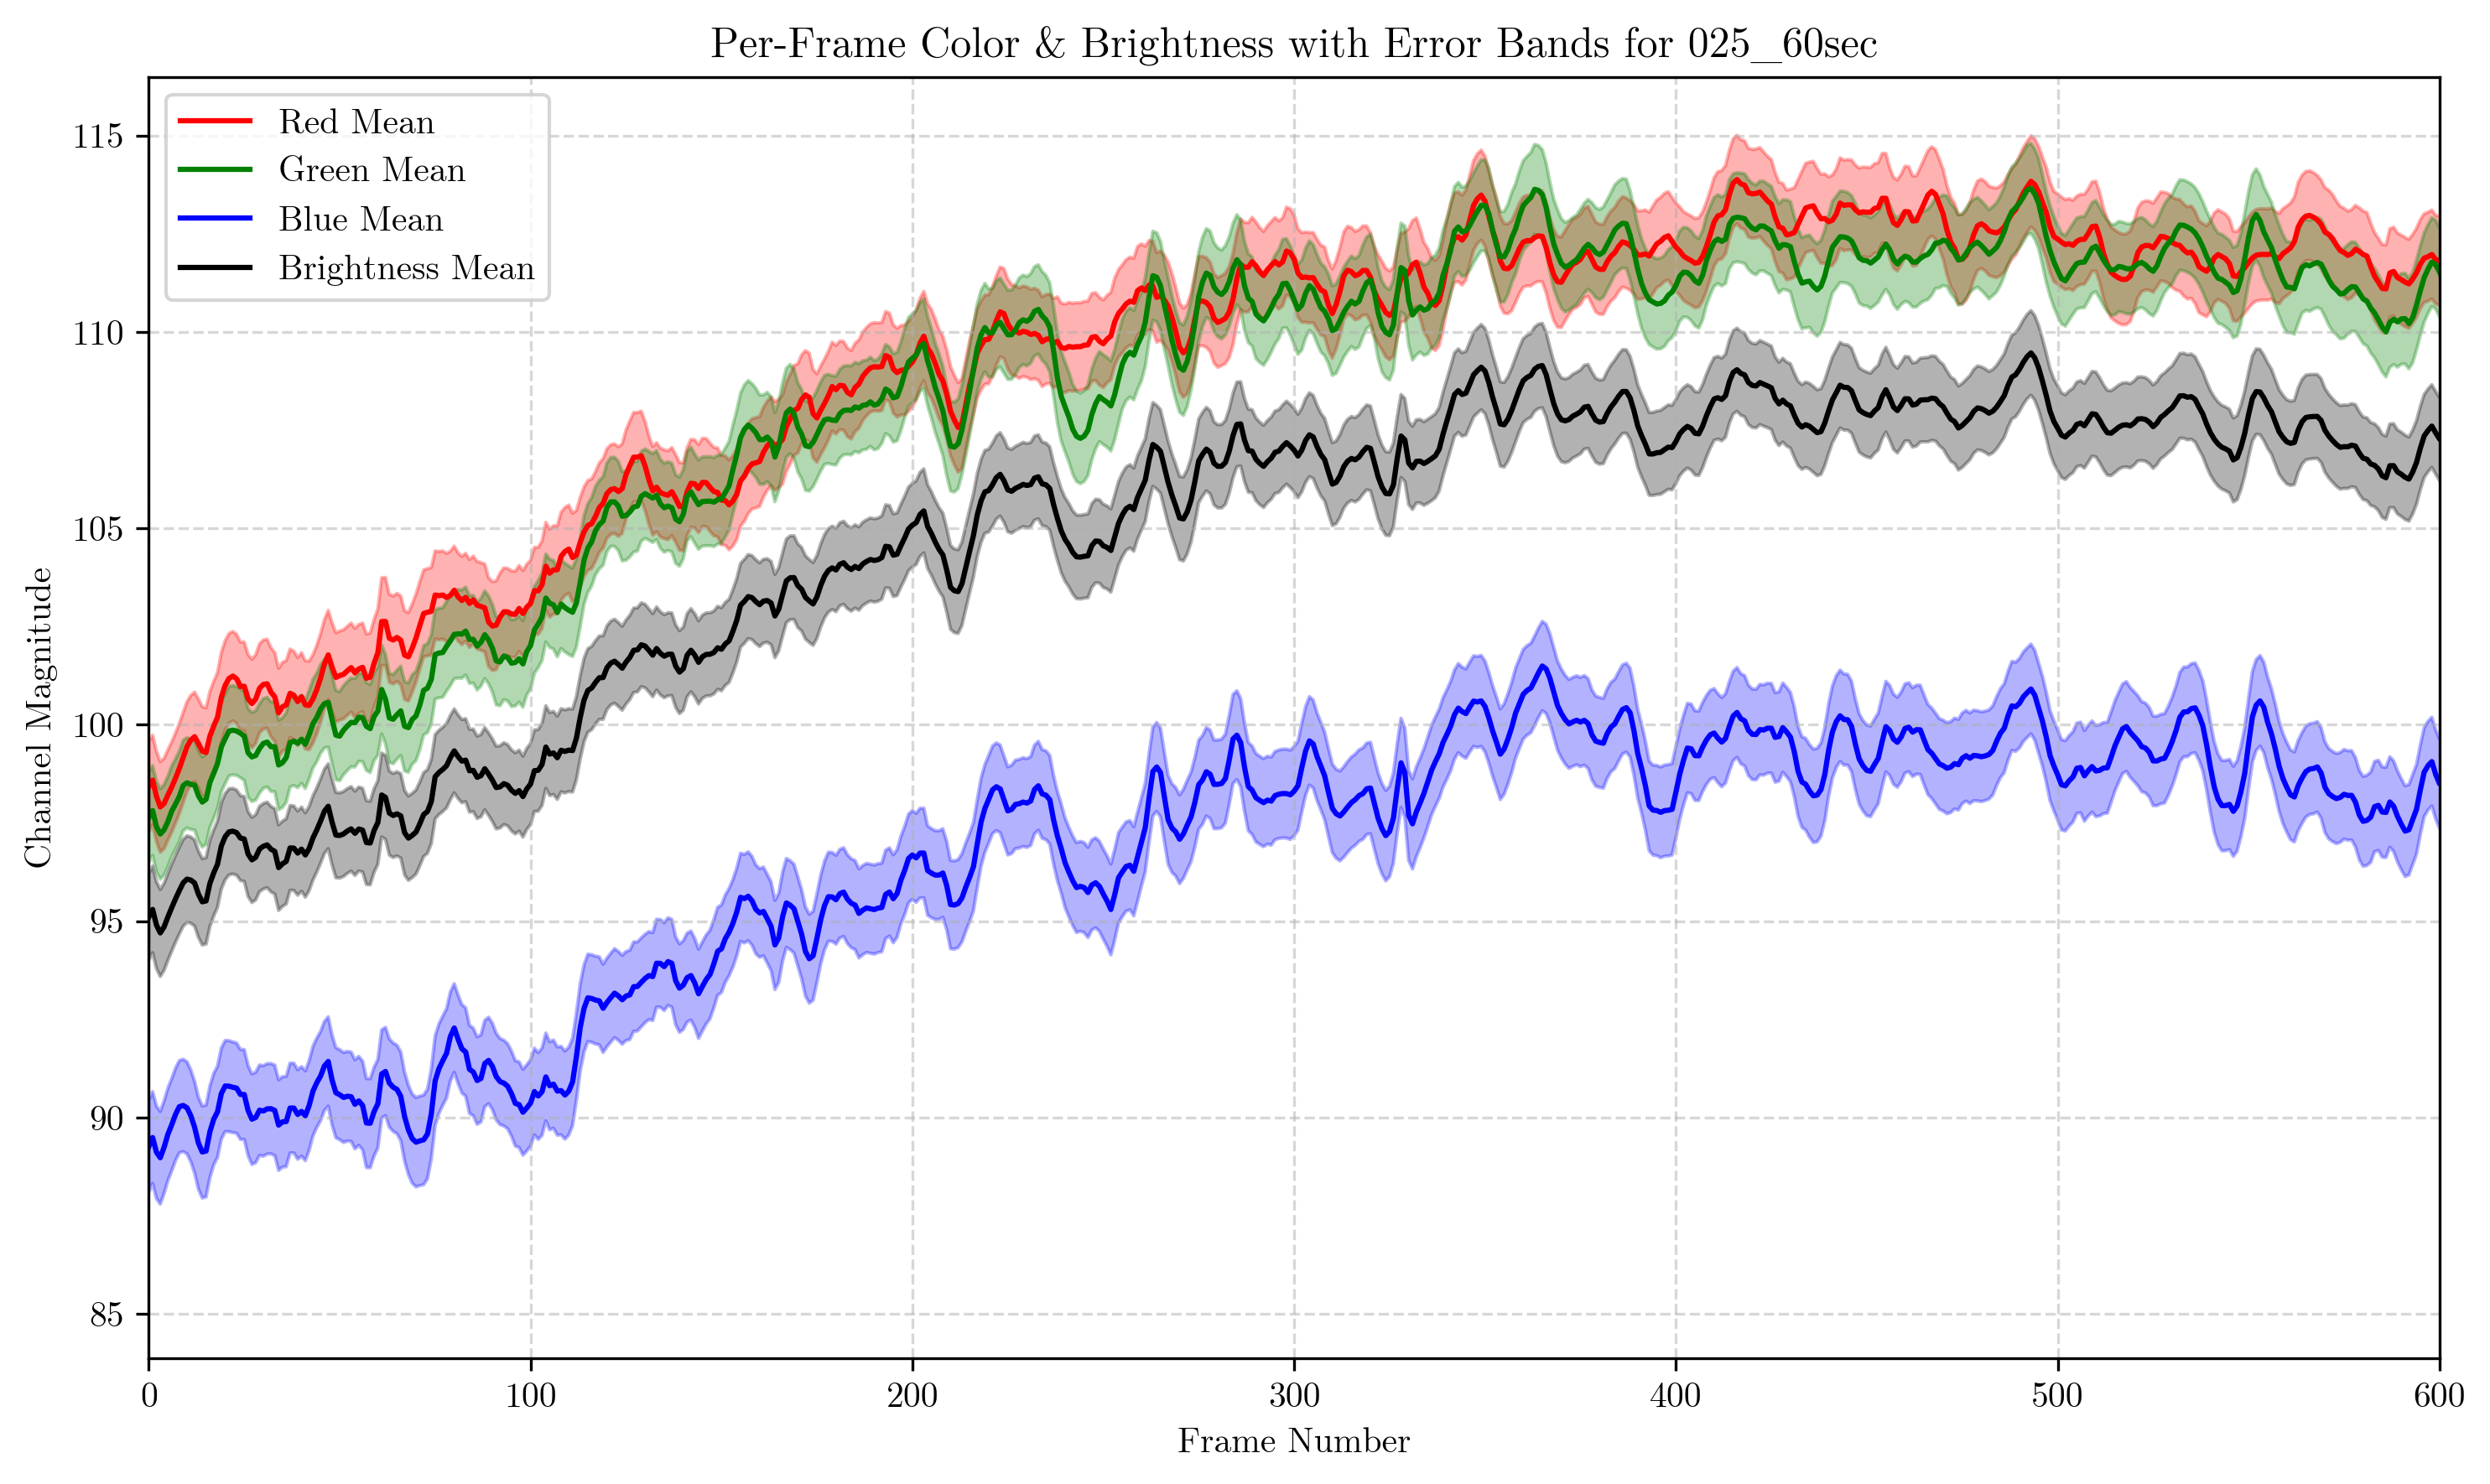 Per-Frame Color & Brightness with Error Bands for 025_60sec
Red Mean
Green Mean
Blue Mean
Brightness Mean
Channel Magnitude
115
110
105
100
95
90
85
0 100 200 300 400 500 600
Frame Number